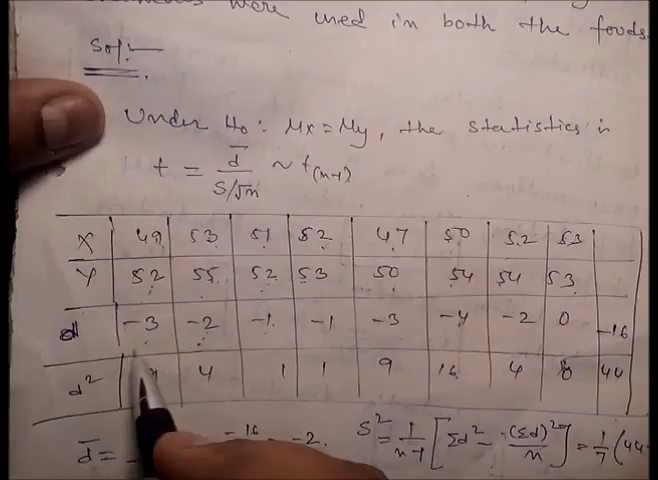 were used in both the foods
Soln:—
Under H₀: μx = μy, the statistics is
t = d̄ / (S/√n) ~ t(n-1)
X 49 53 51 52 47 50 52 53
Y 52 55 52 53 50 54 54 53
d -3 -2 -1 -1 -3 -4 -2 0 -16
d² 4 1 1 9 16 4 0 44
d̄ = -16 = -2. S² = 1/(n-1) [Σd² - (Σd)²/n] = 1/7 (44-